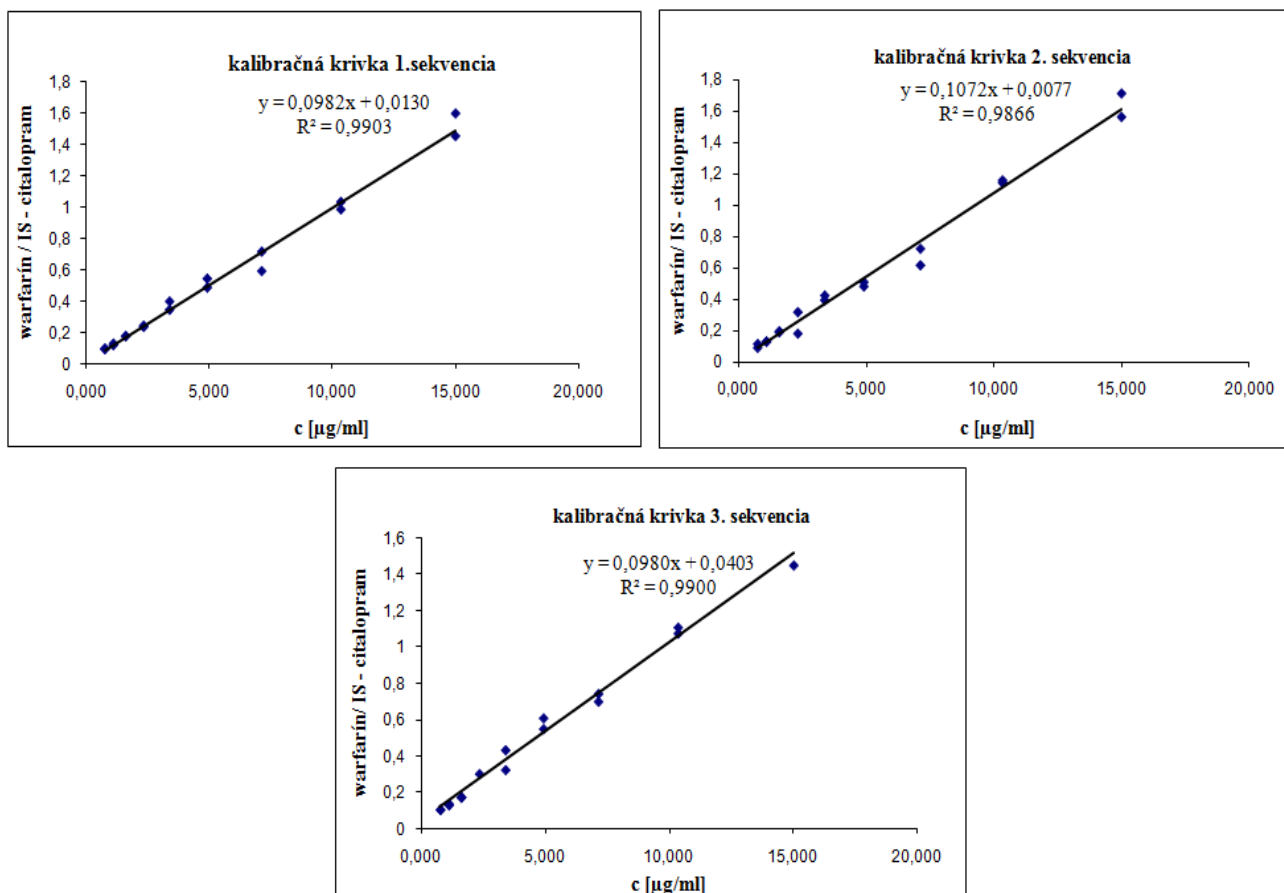 kalibračná krivka 1.sekvencia
y = 0,0982x + 0,0130
R² = 0,9903
warfarín / IS - citalopram
1,8
1,6
1,4
1,2
1
0,8
0,6
0,4
0,2
0
0,000 5,000 10,000 15,000 20,000
c [µg/ml]
kalibračná krivka 2. sekvencia
y = 0,1072x + 0,0077
R² = 0,9866
warfarín/ IS - citalopram
1,8
1,6
1,4
1,2
1
0,8
0,6
0,4
0,2
0
0,000 5,000 10,000 15,000 20,000
c [µg/ml]
kalibračná krivka 3. sekvencia
y = 0,0980x + 0,0403
R² = 0,9900
warfarín/ IS - citalopram
1,6
1,4
1,2
1
0,8
0,6
0,4
0,2
0
0,000 5,000 10,000 15,000 20,000
c [µg/ml]